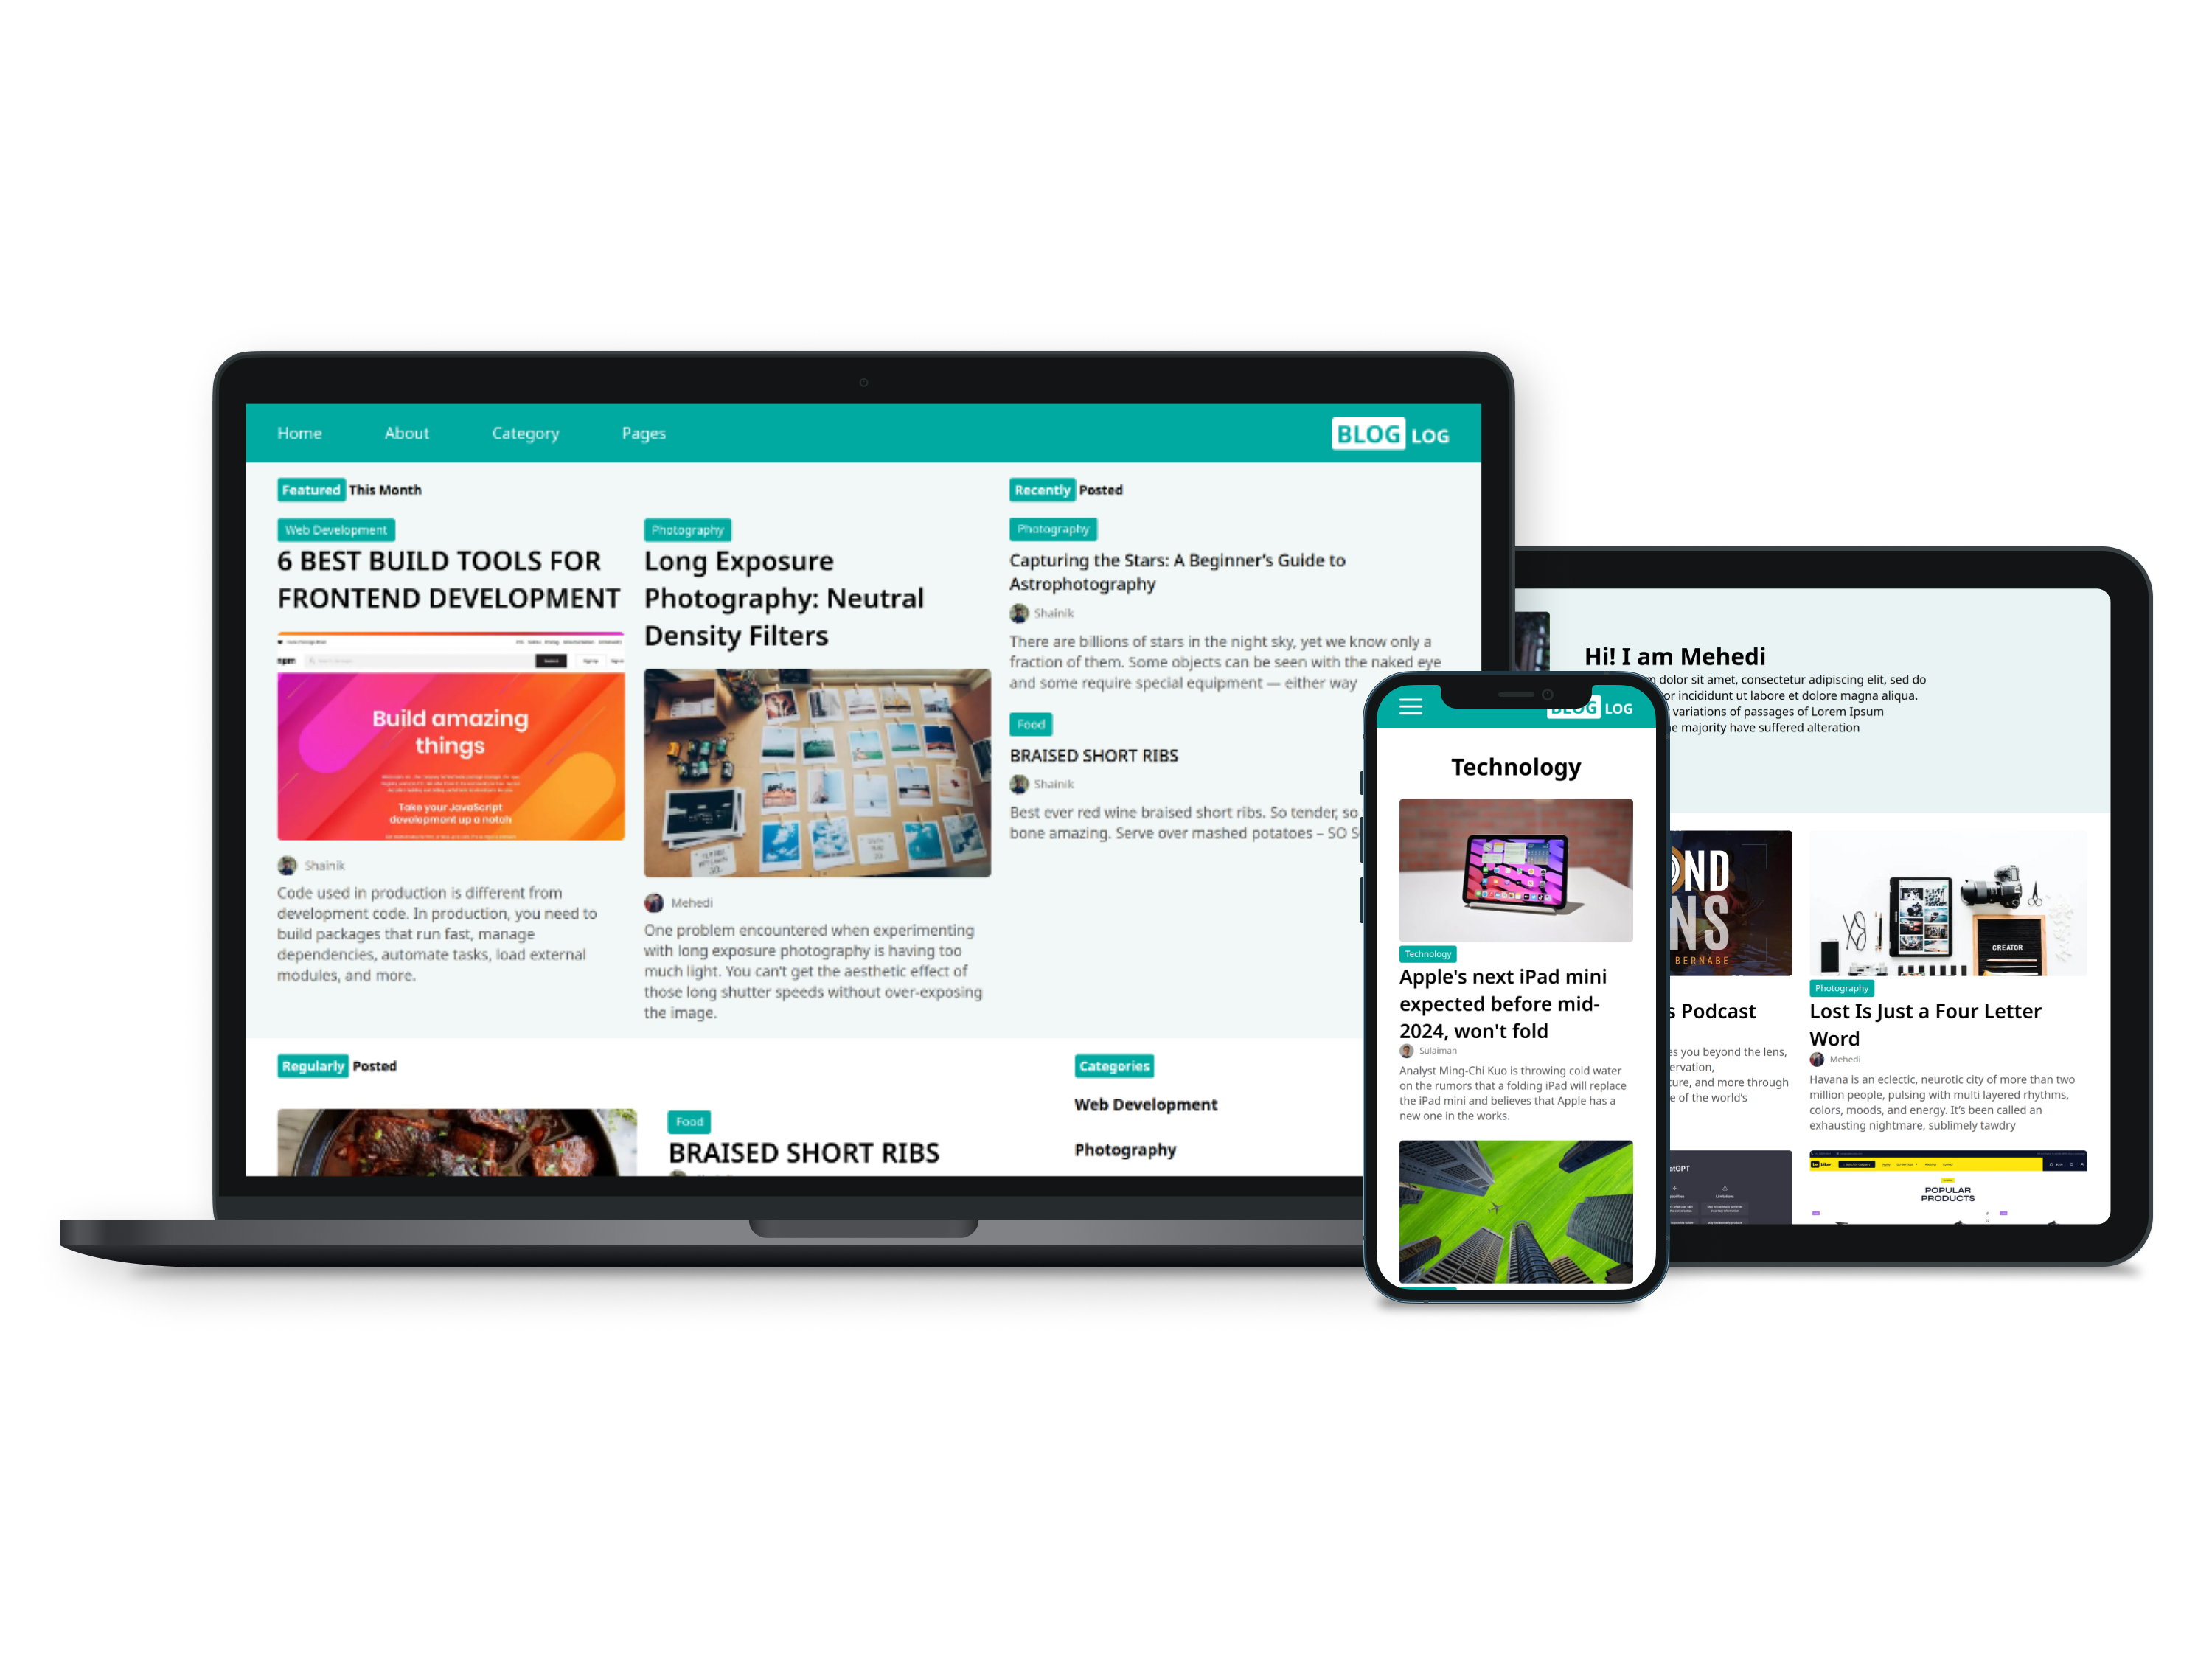 Home About Category Pages BLOG LOG
Featured This Month
Web Development
6 BEST BUILD TOOLS FOR
FRONTEND DEVELOPMENT
npm
Build amazing
things
Take your JavaScript
development up a notch
Shainik
Code used in production is different from
development code. In production, you need to
build packages that run fast, manage
dependencies, automate tasks, load external
modules, and more.
Photography
Long Exposure
Photography: Neutral
Density Filters
Mehedi
One problem encountered when experimenting
with long exposure photography is having too
much light. You can't get the aesthetic effect of
those long shutter speeds without over-exposing
the image.
Recently Posted
Photography
Capturing the Stars: A Beginner's Guide to
Astrophotography
Shainik
There are billions of stars in the night sky, yet we know only a
fraction of them. Some objects can be seen with the naked eye
and some require special equipment — either way
Food
BRAISED SHORT RIBS
Shainik
Best ever red wine braised short ribs. So tender, so
bone amazing. Serve over mashed potatoes – SO
Regularly Posted
Food
BRAISED SHORT RIBS
Categories
Web Development
Photography
BLOG LOG
Technology
Technology
Apple's next iPad mini
expected before mid-
2024, won't fold
Sulaiman
Analyst Ming-Chi Kuo is throwing cold water
on the rumors that a folding iPad will replace
the iPad mini and believes that Apple has a
new one in the works.
Hi! I am Mehedi
dolor sit amet, consectetur adipiscing elit, sed do
or incididunt ut labore et dolore magna aliqua.
variations of passages of Lorem Ipsum
majority have suffered alteration
OND
NS
BERNABE
s Podcast
es you beyond the lens,
ervation,
ture, and more through
e of the world's
CREATOR
Photography
Lost Is Just a Four Letter
Word
Mehedi
Havana is an eclectic, neurotic city of more than two
million people, pulsing with multi layered rhythms,
colors, moods, and energy. It's been called an
exhausting nightmare, sublimely tawdry
atGPT
Limitations
POPULAR
PRODUCTS